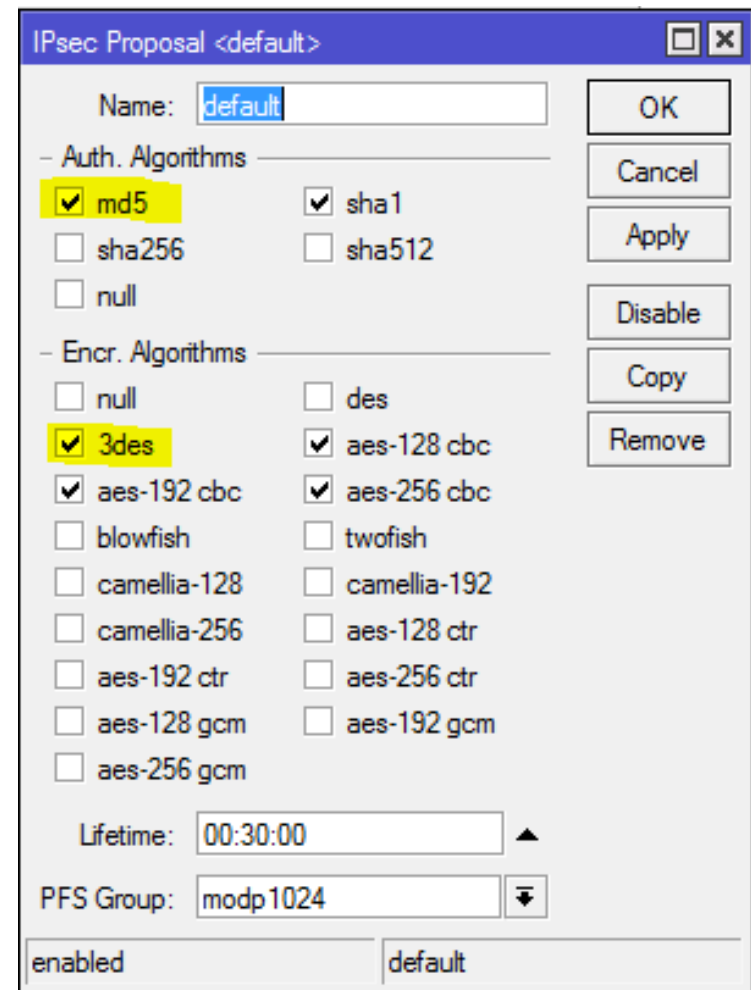 IPsec Proposal <default>
Name: default
OK
Auth. Algorithms
Cancel
md5 sha1
Apply
sha256 sha512
null
Disable
Encr. Algorithms
Copy
null des
3des aes-128 cbc
Remove
aes-192 cbc aes-256 cbc
blowfish twofish
camellia-128 camellia-192
camellia-256 aes-128 ctr
aes-192 ctr aes-256 ctr
aes-128 gcm aes-192 gcm
aes-256 gcm
Lifetime: 00:30:00
PFS Group: modp1024
enabled default